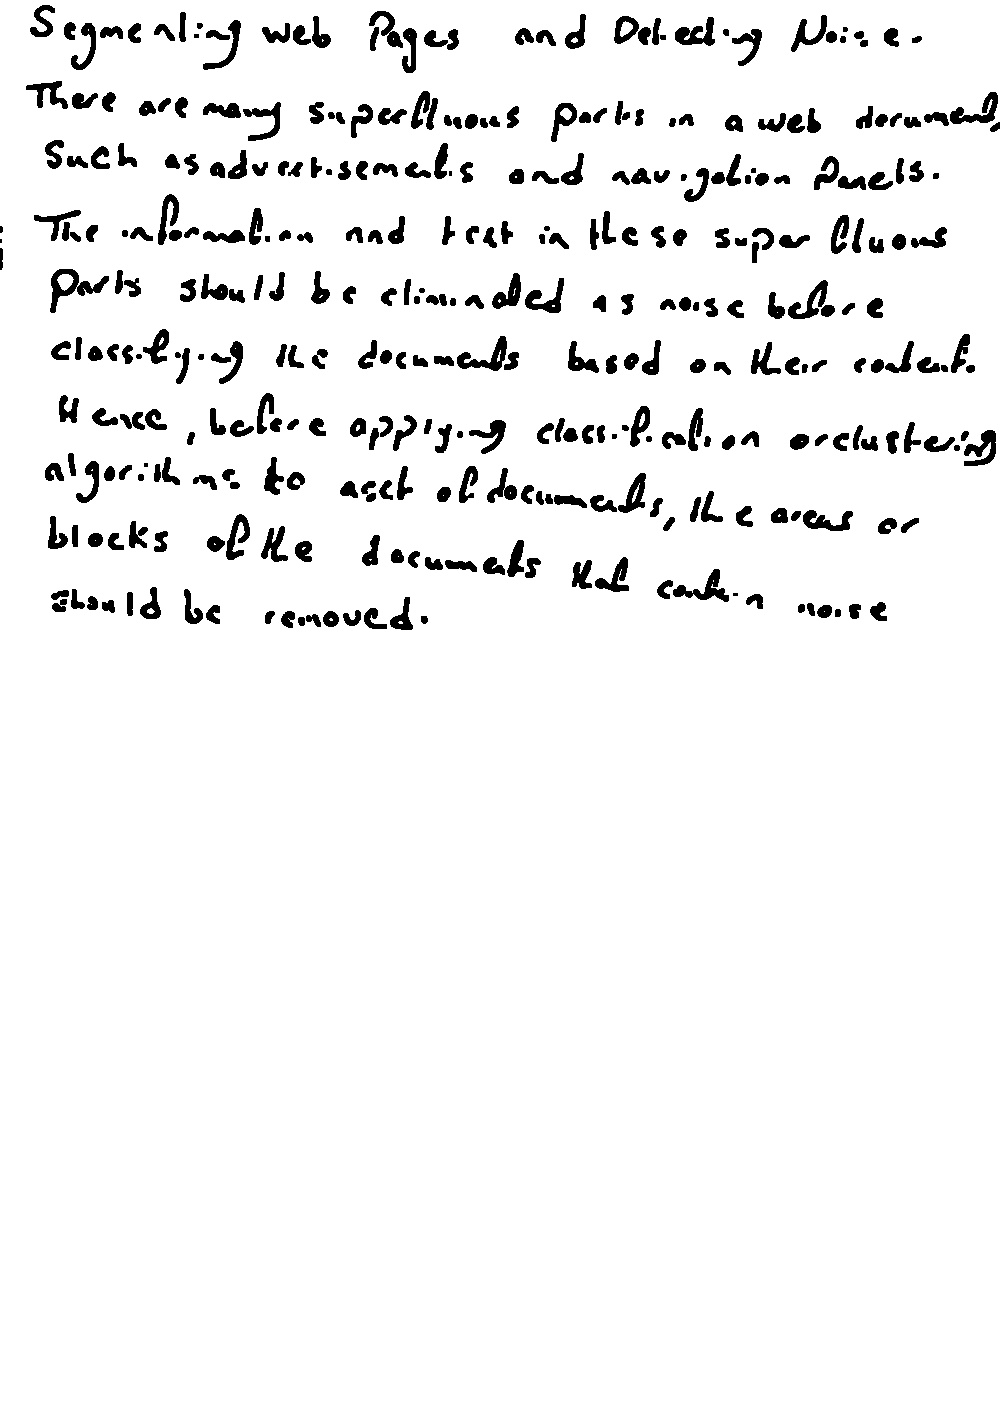 Segmenting web Pages and Detecting Noise.
There are many superfluous parts in a web document,
Such as advertisements and navigation Panels.
The information and text in these superfluous
Parts should be eliminated as noise before
classifying the documents based on their content.
Hence, before applying classification or clustering
algorithms to a set of documents, the areas or
blocks of the documents that contain noise
should be removed.